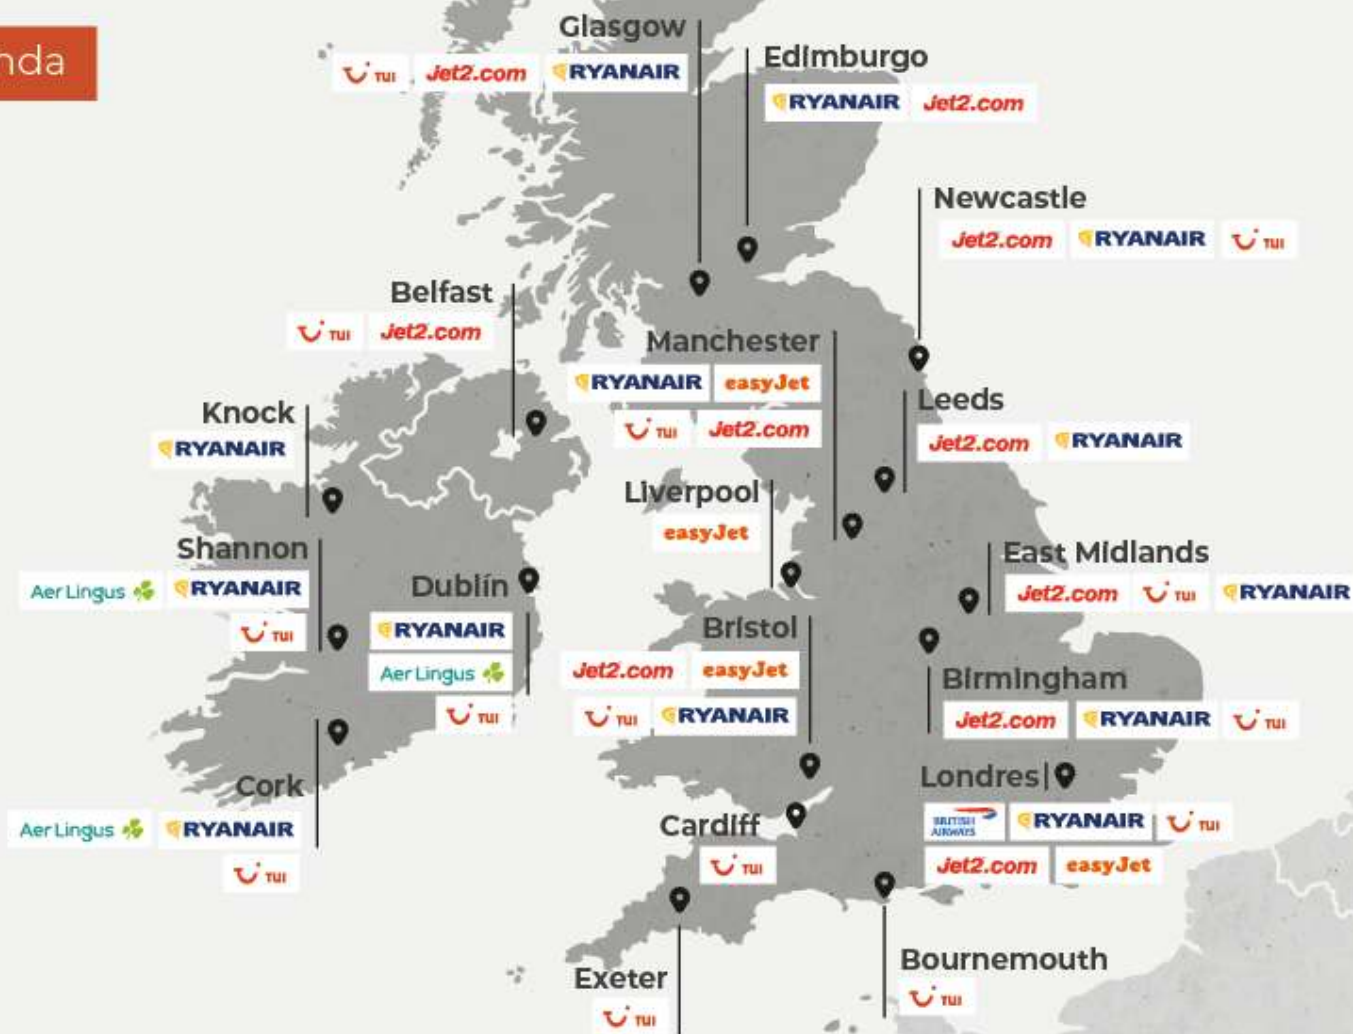 nda
Glasgow
TUI Jet2.com RYANAIR
Edimburgo
RYANAIR Jet2.com
Newcastle
Jet2.com RYANAIR TUI
Belfast
TUI Jet2.com
Manchester
RYANAIR easyJet
TUI Jet2.com
Knock
RYANAIR
Leeds
Jet2.com RYANAIR
Liverpool
easyJet
Shannon
Aer Lingus RYANAIR
TUI
Dublín
RYANAIR
Aer Lingus
TUI
East Midlands
Jet2.com TUI RYANAIR
Bristol
Jet2.com easyJet
TUI RYANAIR
Birmingham
Jet2.com RYANAIR TUI
Cork
Aer Lingus RYANAIR
TUI
Londres
BRITISH AIRWAYS RYANAIR TUI
Jet2.com easyJet
Cardiff
TUI
Exeter
TUI
Bournemouth
TUI